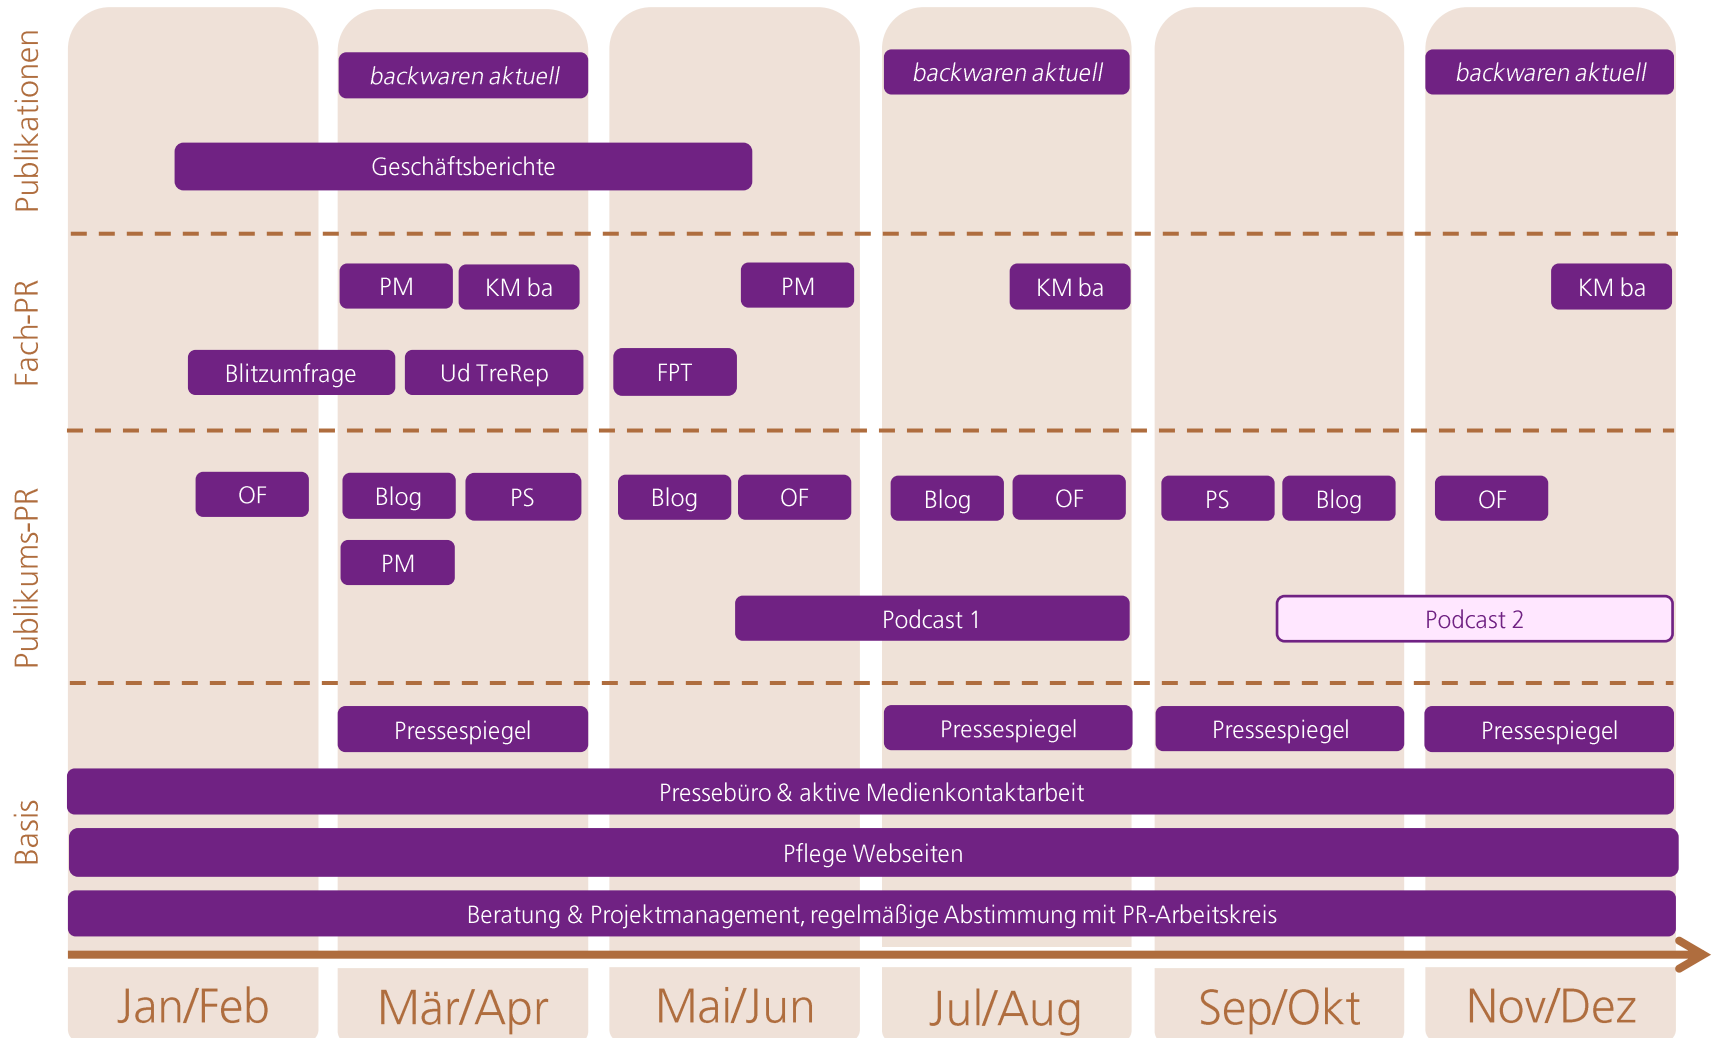 Publikationen
backwaren aktuell
backwaren aktuell
backwaren aktuell
Geschäftsberichte
Fach-PR
PM
KM ba
PM
KM ba
KM ba
Blitzumfrage
Ud TreRep
FPT
Publikums-PR
OF
Blog
PS
Blog
OF
Blog
OF
PS
Blog
OF
PM
Podcast 1
Podcast 2
Basis
Pressespiegel
Pressespiegel
Pressespiegel
Pressespiegel
Pressebüro & aktive Medienkontaktarbeit
Pflege Webseiten
Beratung & Projektmanagement, regelmäßige Abstimmung mit PR-Arbeitskreis
Jan/Feb
Mär/Apr
Mai/Jun
Jul/Aug
Sep/Okt
Nov/Dez